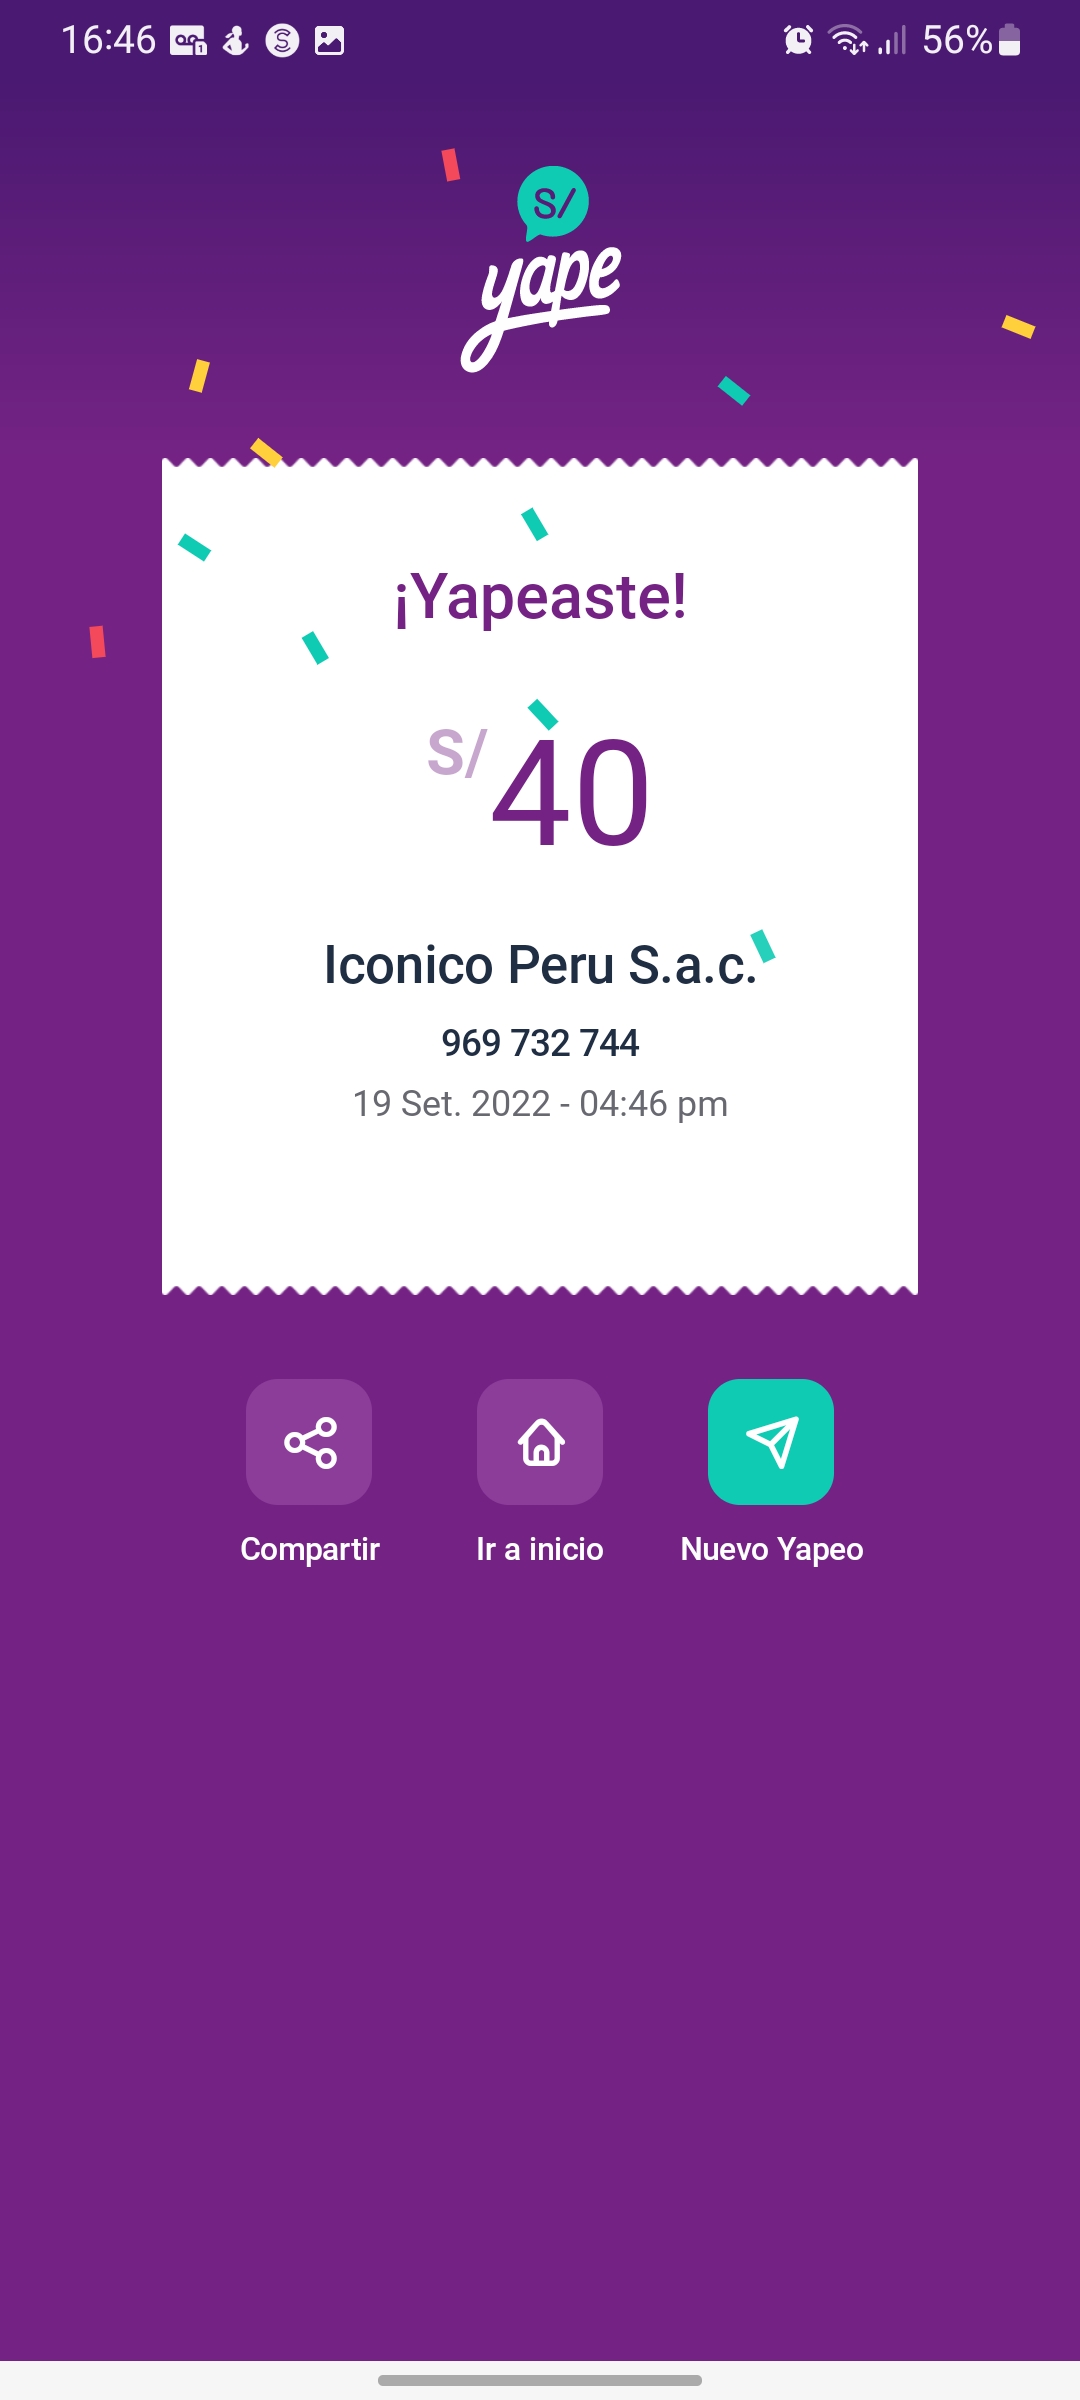 16:46
56%
S/
yape
¡Yapeaste!
S/40
Iconico Peru S.a.c.
969 732 744
19 Set. 2022 - 04:46 pm
Compartir
Ir a inicio
Nuevo Yapeo